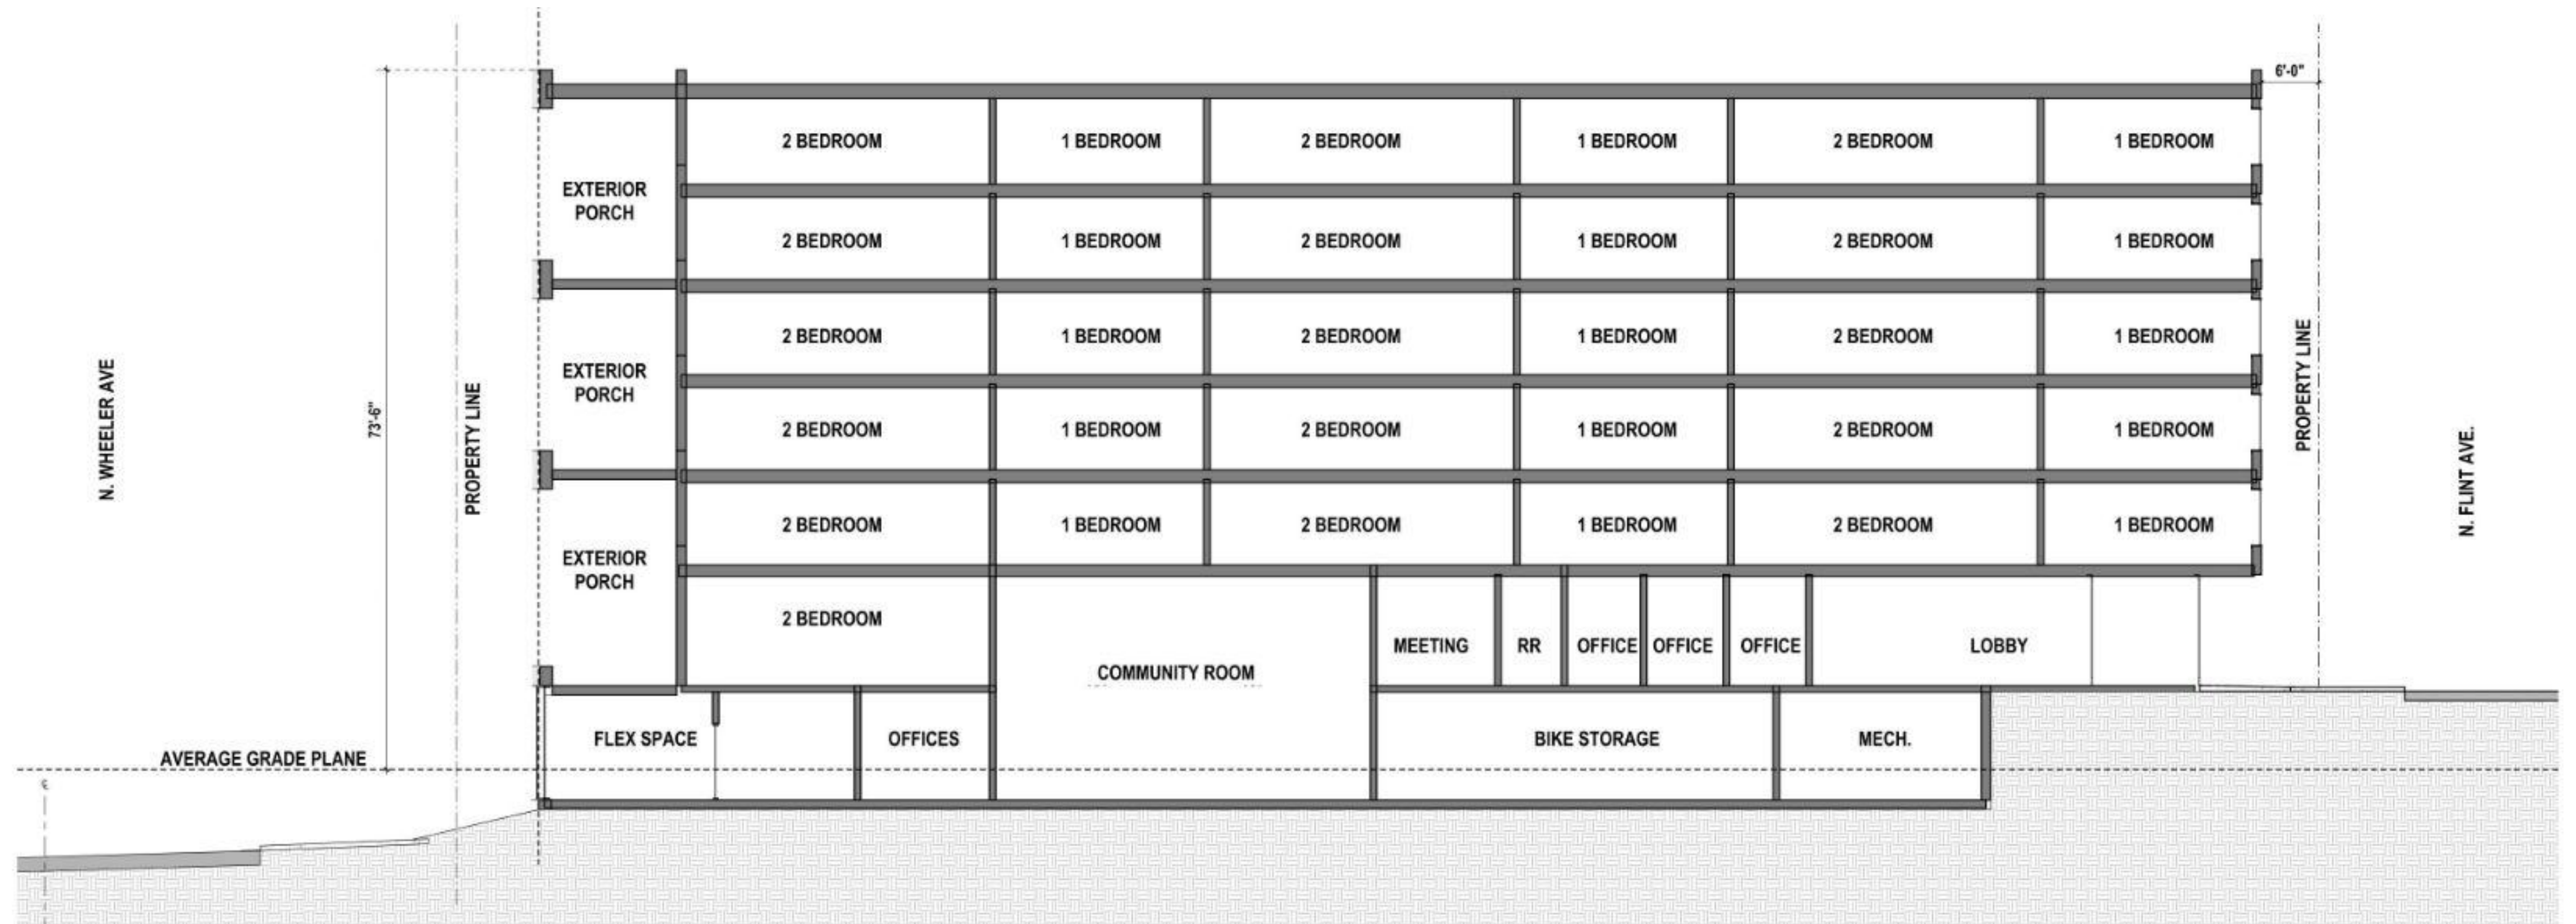 6'-0"
2 BEDROOM
1 BEDROOM
2 BEDROOM
1 BEDROOM
2 BEDROOM
1 BEDROOM
EXTERIOR
PORCH
2 BEDROOM
1 BEDROOM
2 BEDROOM
1 BEDROOM
2 BEDROOM
1 BEDROOM
2 BEDROOM
1 BEDROOM
2 BEDROOM
1 BEDROOM
2 BEDROOM
1 BEDROOM
EXTERIOR
PORCH
N. WHEELER AVE
73'-6"
PROPERTY LINE
PROPERTY LINE
N. FLINT AVE.
2 BEDROOM
1 BEDROOM
2 BEDROOM
1 BEDROOM
2 BEDROOM
1 BEDROOM
2 BEDROOM
1 BEDROOM
2 BEDROOM
1 BEDROOM
2 BEDROOM
1 BEDROOM
EXTERIOR
PORCH
2 BEDROOM
COMMUNITY ROOM
MEETING
RR
OFFICE
OFFICE
OFFICE
LOBBY
FLEX SPACE
OFFICES
BIKE STORAGE
MECH.
AVERAGE GRADE PLANE